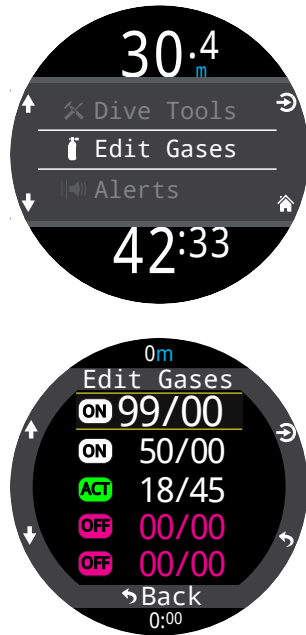 30.4
m
Dive Tools
Edit Gases
Alerts
42:33
0m
Edit Gases
ON 99/00
ON 50/00
ACT 18/45
OFF 00/00
OFF 00/00
Back
0:00